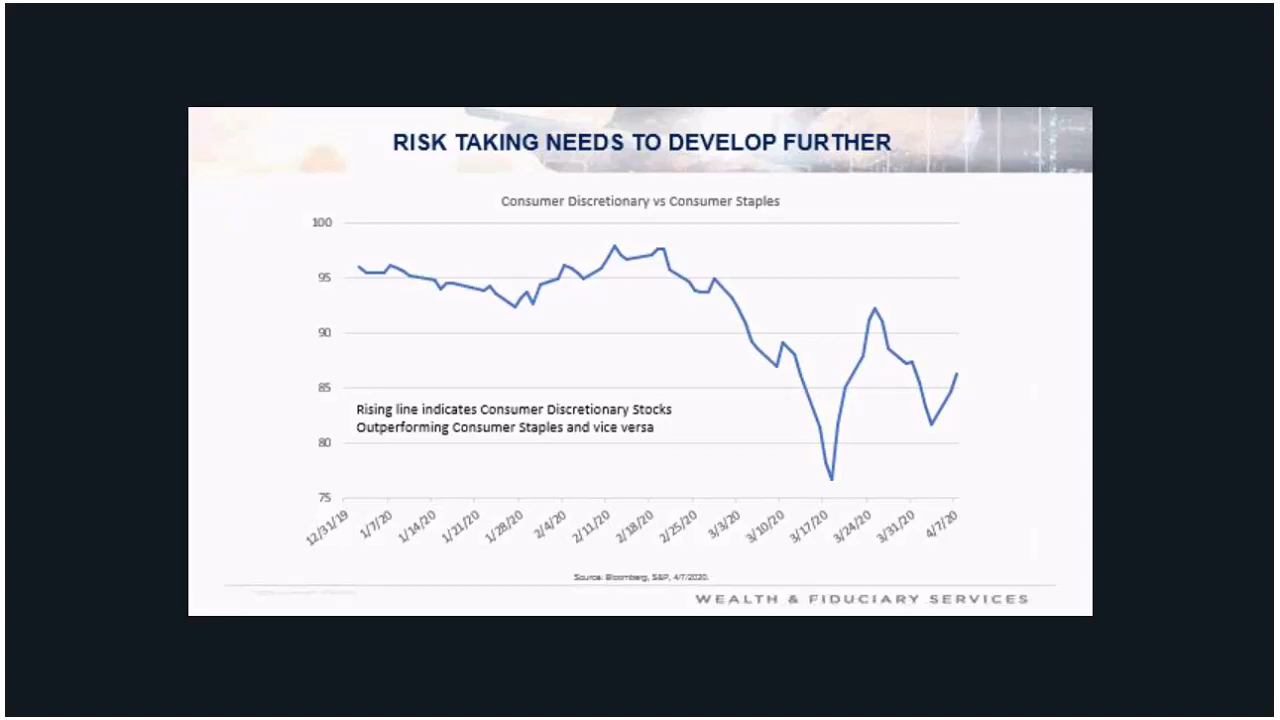 RISK TAKING NEEDS TO DEVELOP FURTHER
Consumer Discretionary vs Consumer Staples
100
95
90
85
80
75
Rising line indicates Consumer Discretionary Stocks
Outperforming Consumer Staples and vice versa
12/31/19 1/7/20 1/14/20 1/21/20 1/28/20 2/4/20 2/11/20 2/18/20 2/25/20 3/3/20 3/10/20 3/17/20 3/24/20 3/31/20 4/7/20
Source: Bloomberg, S&P, 4/7/2020.
WEALTH & FIDUCIARY SERVICES